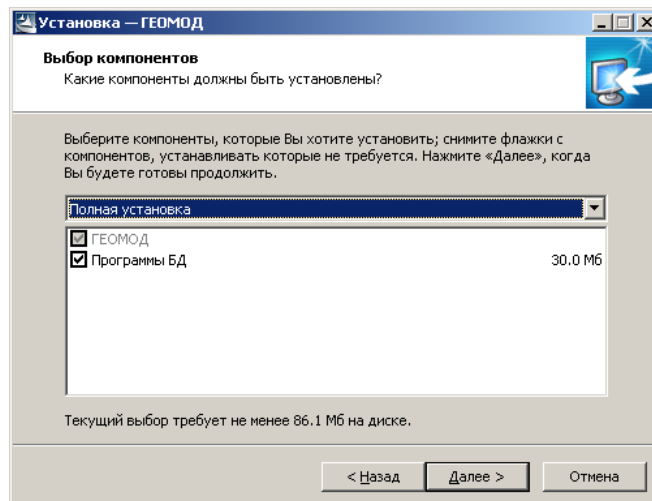 Установка — ГЕОМОД
Выбор компонентов
Какие компоненты должны быть установлены?
Выберите компоненты, которые Вы хотите установить; снимите флажки с
компонентов, устанавливать которые не требуется. Нажмите «Далее», когда
Вы будете готовы продолжить.
Полная установка
ГЕОМОД
Программы БД 30.0 Мб
Текущий выбор требует не менее 86.1 Мб на диске.
< Назад Далее > Отмена